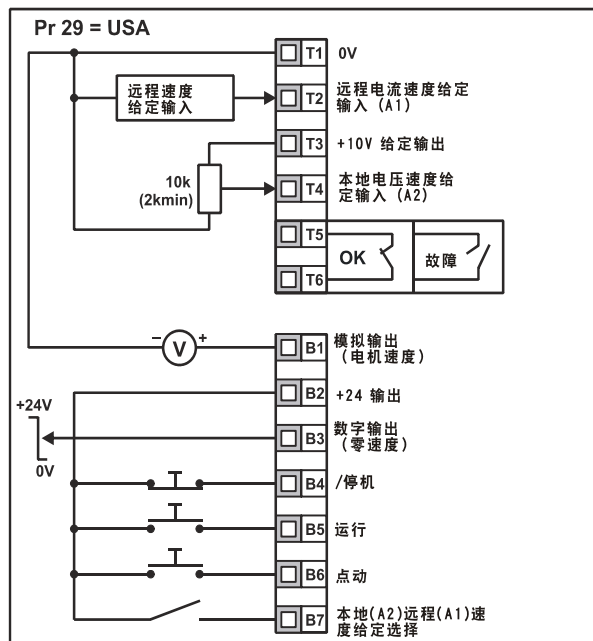 Pr 29 = USA
T1 0V
远程速度
给定输入
T2 远程电流速度给定
输入 (A1)
T3 +10V 给定输出
10k
(2kmin)
T4 本地电压速度给
定输入 (A2)
T5
OK
故障
T6
− V +
B1 模拟输出
(电机速度)
B2 +24 输出
+24V
0V
B3 数字输出
(零速度)
B4 /停机
B5 运行
B6 点动
B7 本地(A2)远程(A1)速
度给定选择